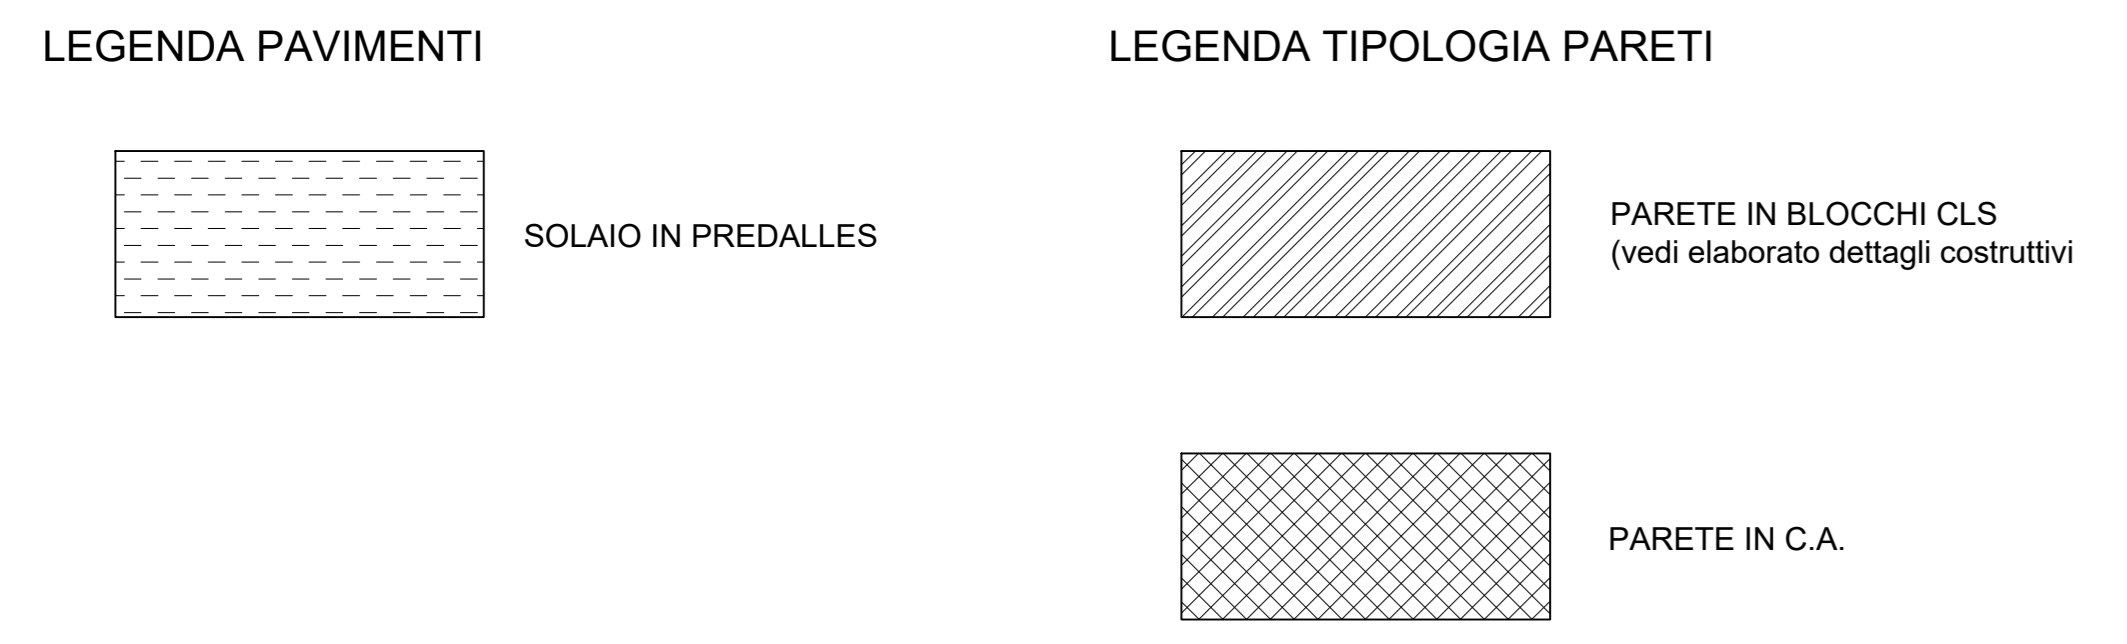 LEGENDA PAVIMENTI
SOLAIO IN PREDALLES
LEGENDA TIPOLOGIA PARETI
PARETE IN BLOCCHI CLS
(vedi elaborato dettagli costruttivi
PARETE IN C.A.